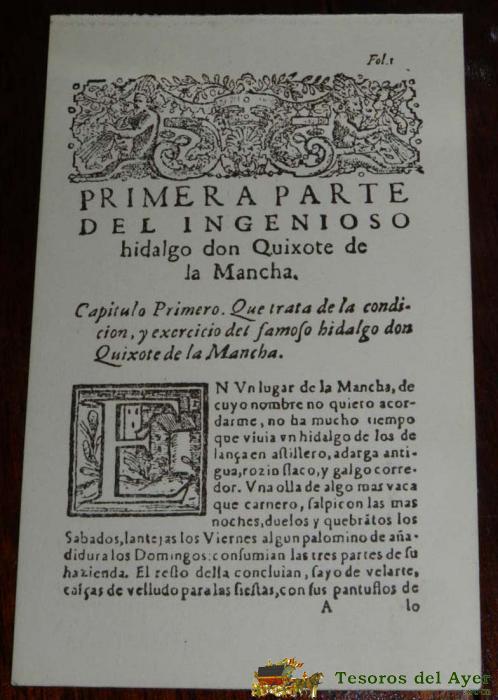 Fol.1
PRIMERA PARTE
DEL INGENIOSO
hidalgo don Quixote de
la Mancha.
Capitulo Primero. Que trata de la condi-
cion, y exercicio del famoso hidalgo don
Quixote de la Mancha.
EN Vn lugar de la Mancha, de
cuyo nombre no quiero acor-
darme, no ha mucho tiempo
que viuia vn hidalgo de los de
lança en astillero, adarga anti-
gua, rozin flaco, y galgo corre-
dor. Vna olla de algo mas vaca
que carnero, salpicon las mas
noches, duelos y quebrãtos los
Sabados, lantejas los Viernes algun palomino de aña-
didura los Domingos: consumian las tres partes de su
hazienda. El resto della concluian, sayo de velarte,
calças de velludo para las fiestas, con sus pantuflos de
A lo
Tesoros del Ayer
.com